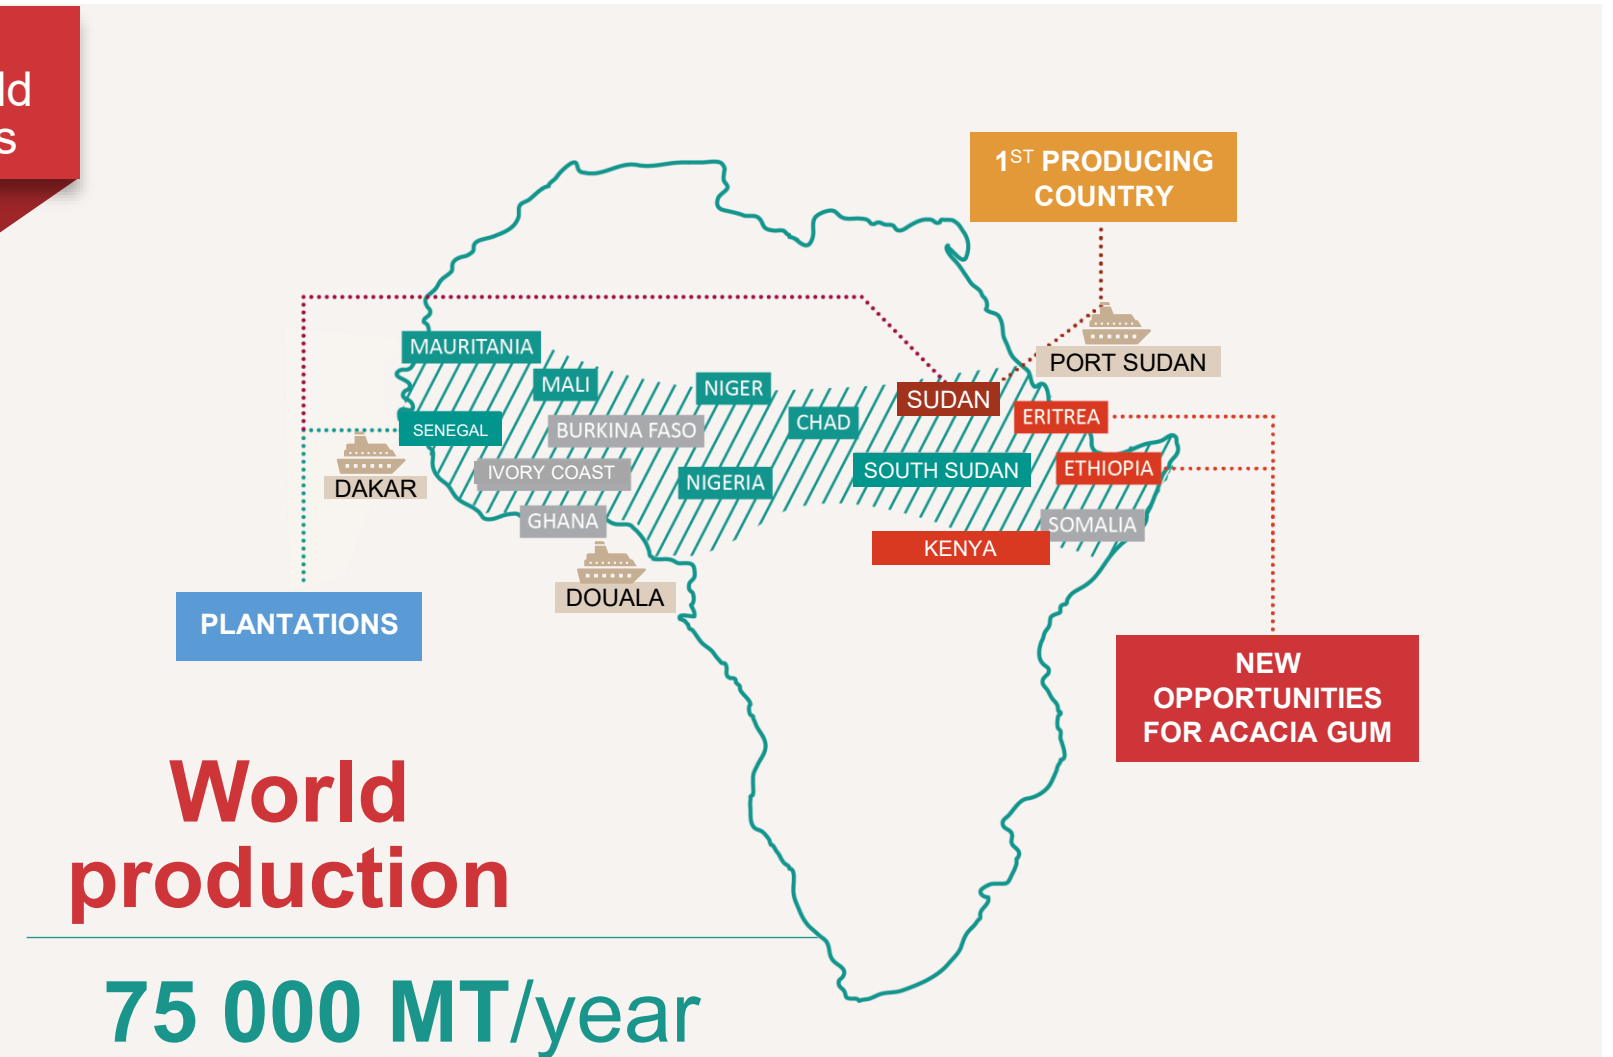 1ST PRODUCING
COUNTRY
MAURITANIA
MALI
NIGER
SUDAN
PORT SUDAN
SENEGAL
BURKINA FASO
CHAD
ERITREA
IVORY COAST
NIGERIA
SOUTH SUDAN
ETHIOPIA
DAKAR
GHANA
KENYA
SOMALIA
DOUALA
PLANTATIONS
NEW
OPPORTUNITIES
FOR ACACIA GUM
World
production
75 000 MT/year